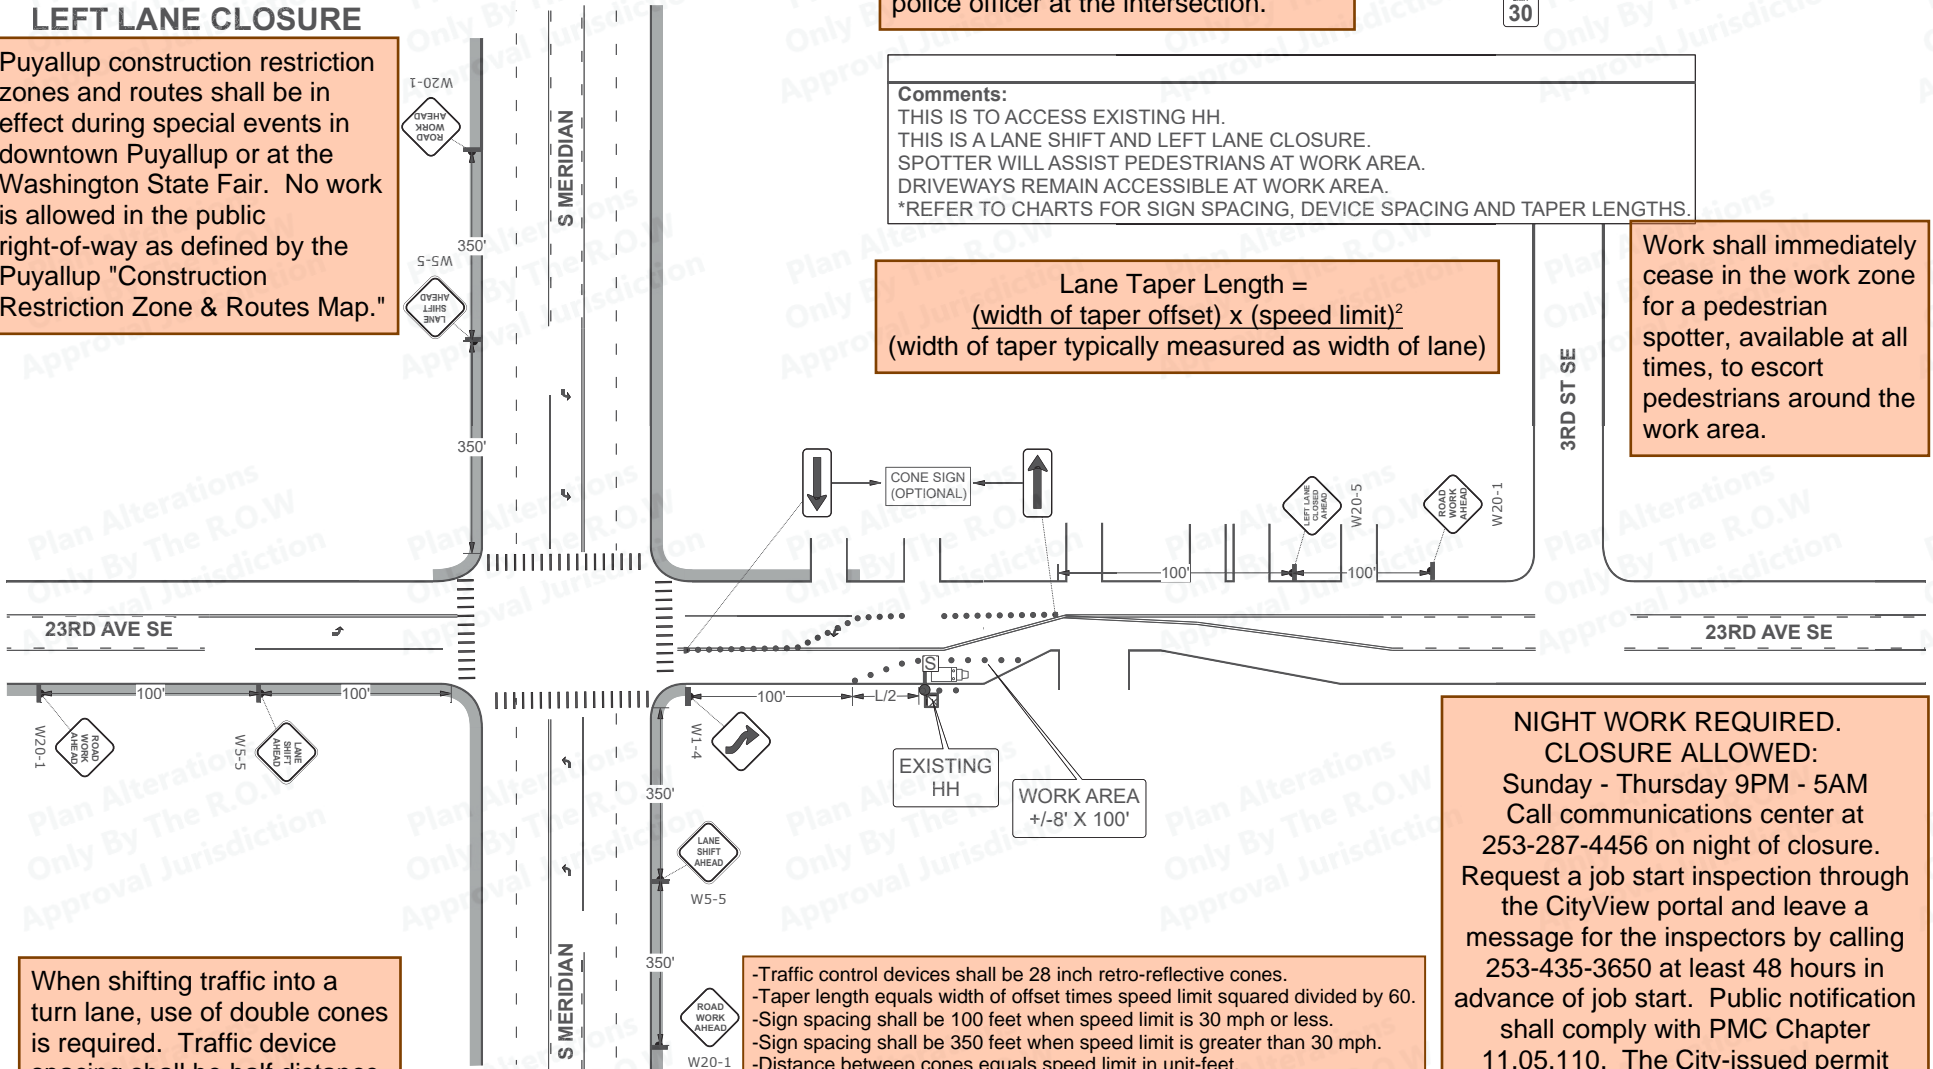 LEFT LANE CLOSURE
Puyallup construction restriction
zones and routes shall be in
effect during special events in
downtown Puyallup or at the
Washington State Fair.  No work
is allowed in the public
right-of-way as defined by the
Puyallup "Construction
Restriction Zone & Routes Map."
police officer at the intersection.
30
Comments:
THIS IS TO ACCESS EXISTING HH.
THIS IS A LANE SHIFT AND LEFT LANE CLOSURE.
SPOTTER WILL ASSIST PEDESTRIANS AT WORK AREA.
DRIVEWAYS REMAIN ACCESSIBLE AT WORK AREA.
*REFER TO CHARTS FOR SIGN SPACING, DEVICE SPACING AND TAPER LENGTHS.
Lane Taper Length =
(width of taper offset) x (speed limit)²
(width of taper typically measured as width of lane)
Work shall immediately
cease in the work zone
for a pedestrian
spotter, available at all
times, to escort
pedestrians around the
work area.
W20-1
ROAD
WORK
AHEAD
350'
W5-5
LANE
SHIFT
AHEAD
350'
S MERIDIAN
3RD ST SE
CONE SIGN
(OPTIONAL)
LEFT LANE
CLOSED
AHEAD
W20-5
ROAD
WORK
AHEAD
W20-1
100'
100'
23RD AVE SE
23RD AVE SE
100'
100'
W20-1
ROAD
WORK
AHEAD
W5-5
LANE
SHIFT
AHEAD
100'
L/2
S
W1-4
EXISTING
HH
WORK AREA
+/-8' X 100'
350'
LANE
SHIFT
AHEAD
W5-5
350'
ROAD
WORK
AHEAD
W20-1
S MERIDIAN
NIGHT WORK REQUIRED.
CLOSURE ALLOWED:
Sunday - Thursday 9PM - 5AM
Call communications center at
253-287-4456 on night of closure.
Request a job start inspection through
the CityView portal and leave a
message for the inspectors by calling
253-435-3650 at least 48 hours in
advance of job start.  Public notification
shall comply with PMC Chapter
11.05.110.  The City-issued permit
When shifting traffic into a
turn lane, use of double cones
is required.  Traffic device
spacing shall be half distance
-Traffic control devices shall be 28 inch retro-reflective cones.
-Taper length equals width of offset times speed limit squared divided by 60.
-Sign spacing shall be 100 feet when speed limit is 30 mph or less.
-Sign spacing shall be 350 feet when speed limit is greater than 30 mph.
-Distance between cones equals speed limit in unit-feet
Plan Alterations
Only By The R.O.W
Approval Jurisdiction